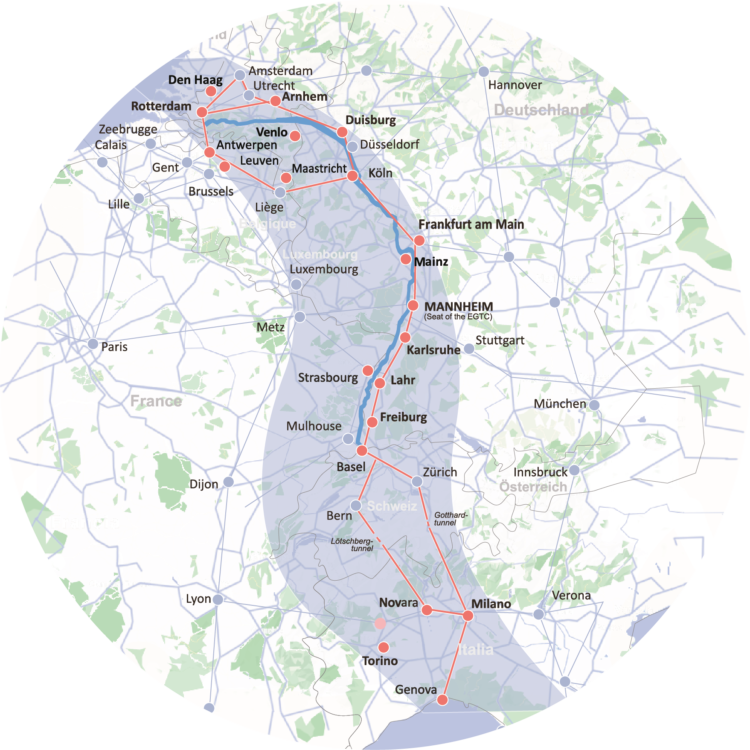 nd
Amsterdam
Den Haag
Utrecht
Hannover
Arnhem
Rotterdam
Deutschland
Duisburg
Zeebrugge
Venlo
Calais
Antwerpen
Düsseldorf
Gent
Leuven
Maastricht
Köln
Brussels
Lille
Liège
Belgique
Frankfurt am Main
Luxembourg
Mainz
Luxembourg
MANNHEIM
(Seat of the EGTC)
Metz
Paris
Karlsruhe
Stuttgart
Strasbourg
Lahr
France
München
Freiburg
Mulhouse
Basel
Zürich
Innsbruck
Dijon
Österreich
Schweiz
Bern
Gotthard-
tunnel
Lötschberg-
tunnel
Lyon
Novara
Milano
Verona
Italia
Torino
Genova